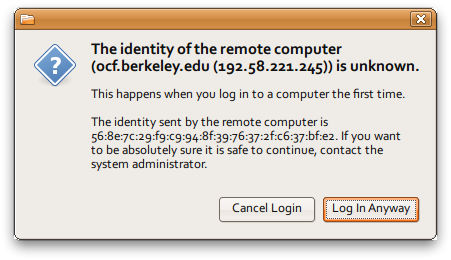 The identity of the remote computer
(ocf.berkeley.edu (192.58.221.245)) is unknown.
This happens when you log in to a computer the first time.
The identity sent by the remote computer is
56:8e:7c:29:f9:c9:94:8f:39:76:37:2f:c6:37:bf:e2. If you want
to be absolutely sure it is safe to continue, contact the
system administrator.
Cancel Login
Log In Anyway